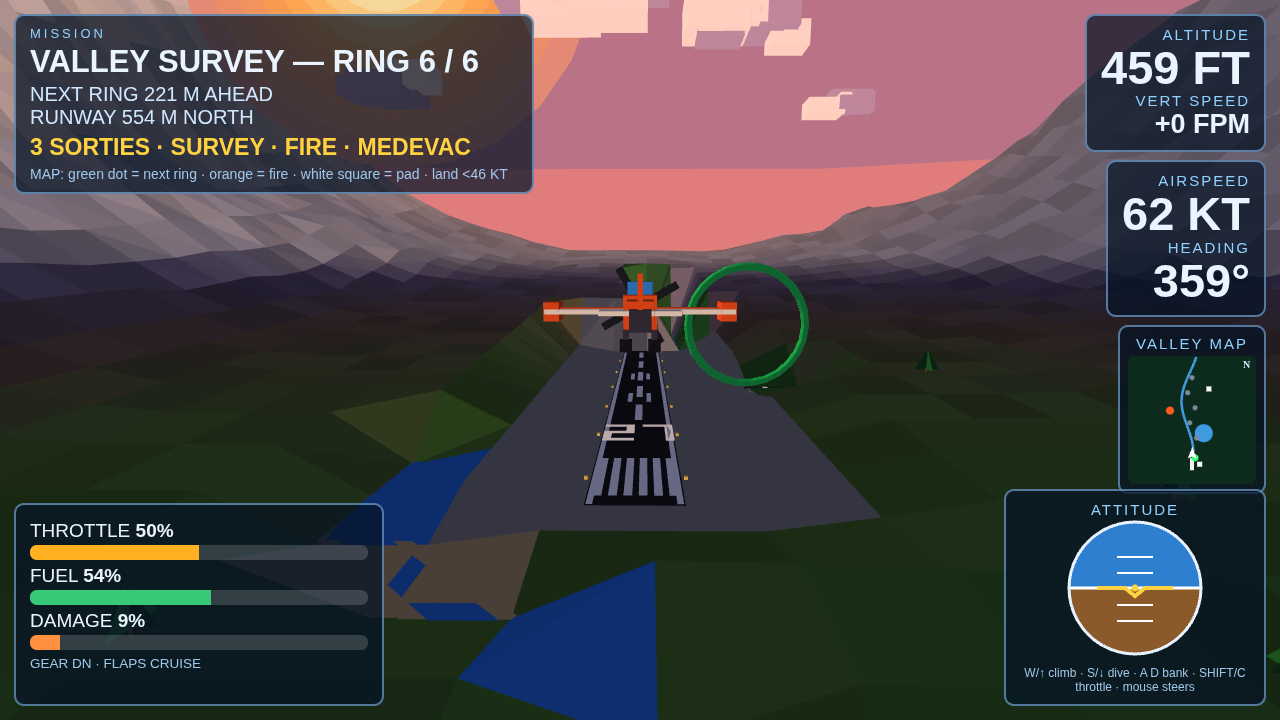 MISSION
VALLEY SURVEY — RING 6 / 6
NEXT RING 221 M AHEAD
RUNWAY 554 M NORTH
3 SORTIES · SURVEY · FIRE · MEDEVAC
MAP: green dot = next ring · orange = fire · white square = pad · land <46 KT
ALTITUDE
459 FT
VERT SPEED
+0 FPM
AIRSPEED
62 KT
HEADING
359°
VALLEY MAP
N
THROTTLE 50%
FUEL 54%
DAMAGE 9%
GEAR DN · FLAPS CRUISE
ATTITUDE
W/↑ climb · S/↓ dive · A D bank · SHIFT/C
throttle · mouse steers